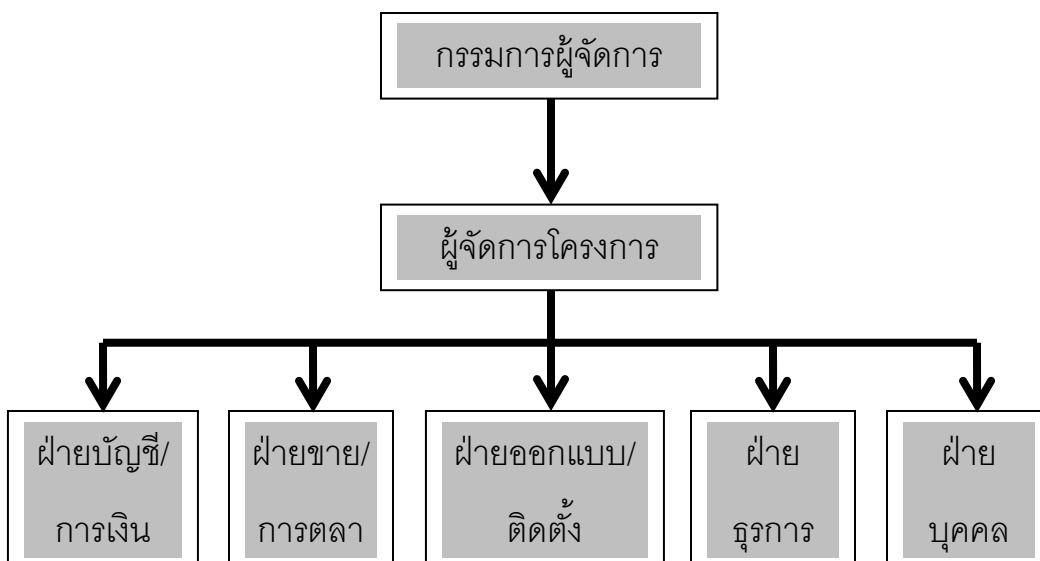 กรรมการผู้จัดการ
ผู้จัดการโครงการ
ฝ่ายบัญชี/
การเงิน
ฝ่ายขาย/
การตลา
ฝ่ายออกแบบ/
ติดตั้ง
ฝ่าย
ธุรการ
ฝ่าย
บุคคล